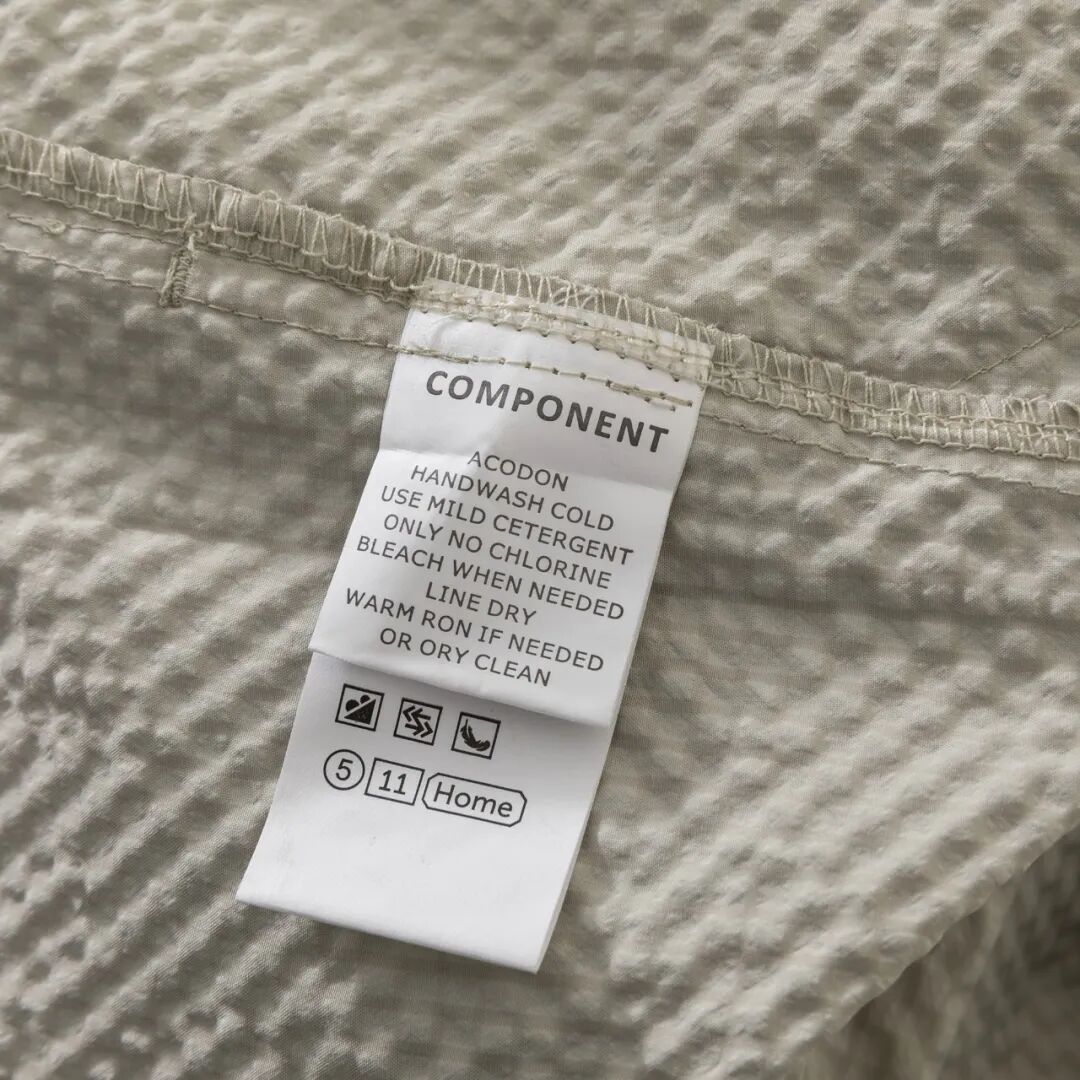 COMPONENT
ACODON
HANDWASH COLD
USE MILD CETERGENT
ONLY NO CHLORINE
BLEACH WHEN NEEDED
LINE DRY
WARM RON IF NEEDED
OR ORY CLEAN
5 11 Home